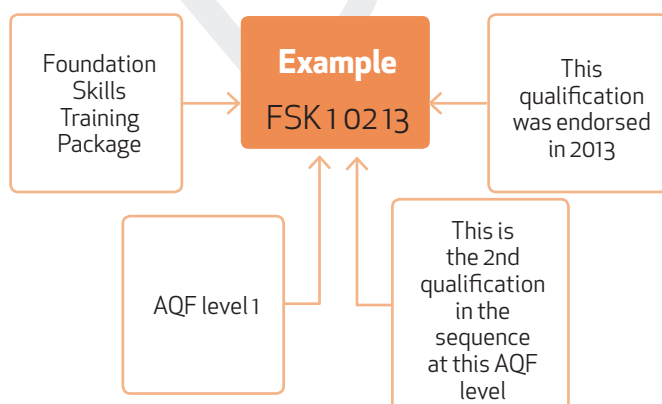 Foundation
Skills
Training
Package
Example
FSK10213
This
qualification
was endorsed
in 2013
AQF level 1
This is
the 2nd
qualification
in the
sequence
at this AQF
level